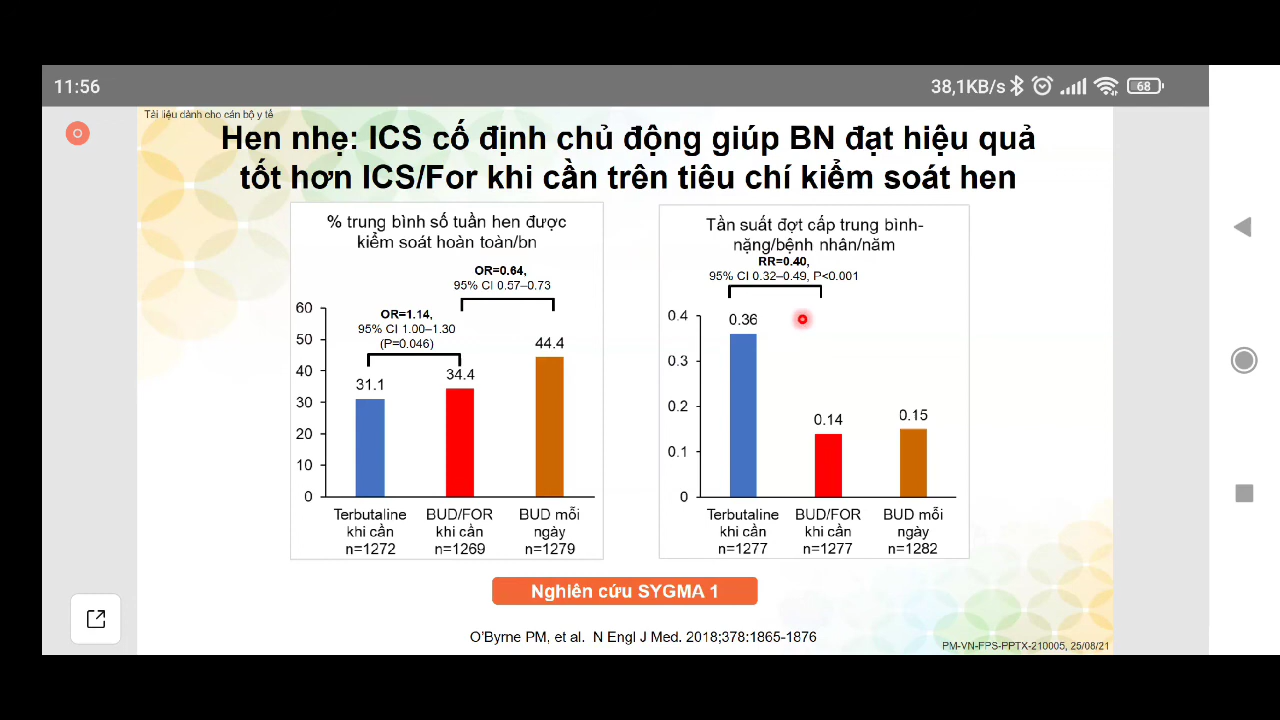 11:56
38,1KB/s
68
Tài liệu dành cho cán bộ y tế
Hen nhẹ: ICS cố định chủ động giúp BN đạt hiệu quả
tốt hơn ICS/For khi cần trên tiêu chí kiểm soát hen
% trung bình số tuần hen được
kiểm soát hoàn toàn/bn
OR=0.64,
95% CI 0.57–0.73
OR=1.14,
95% CI 1.00–1.30
(P=0.046)
60
50
40
30
20
10
0
31.1
34.4
44.4
Terbutaline
khi cần
n=1272
BUD/FOR
khi cần
n=1269
BUD mỗi
ngày
n=1279
Tần suất đợt cấp trung bình-
nặng/bệnh nhân/năm
RR=0.40,
95% CI 0.32–0.49, P<0.001
0.4
0.3
0.2
0.1
0
0.36
0.14
0.15
Terbutaline
khi cần
n=1277
BUD/FOR
khi cần
n=1277
BUD mỗi
ngày
n=1282
Nghiên cứu SYGMA 1
O'Byrne PM, et al. N Engl J Med. 2018;378:1865-1876
PM-VN-FPS-PPTX-210005, 25/08/21